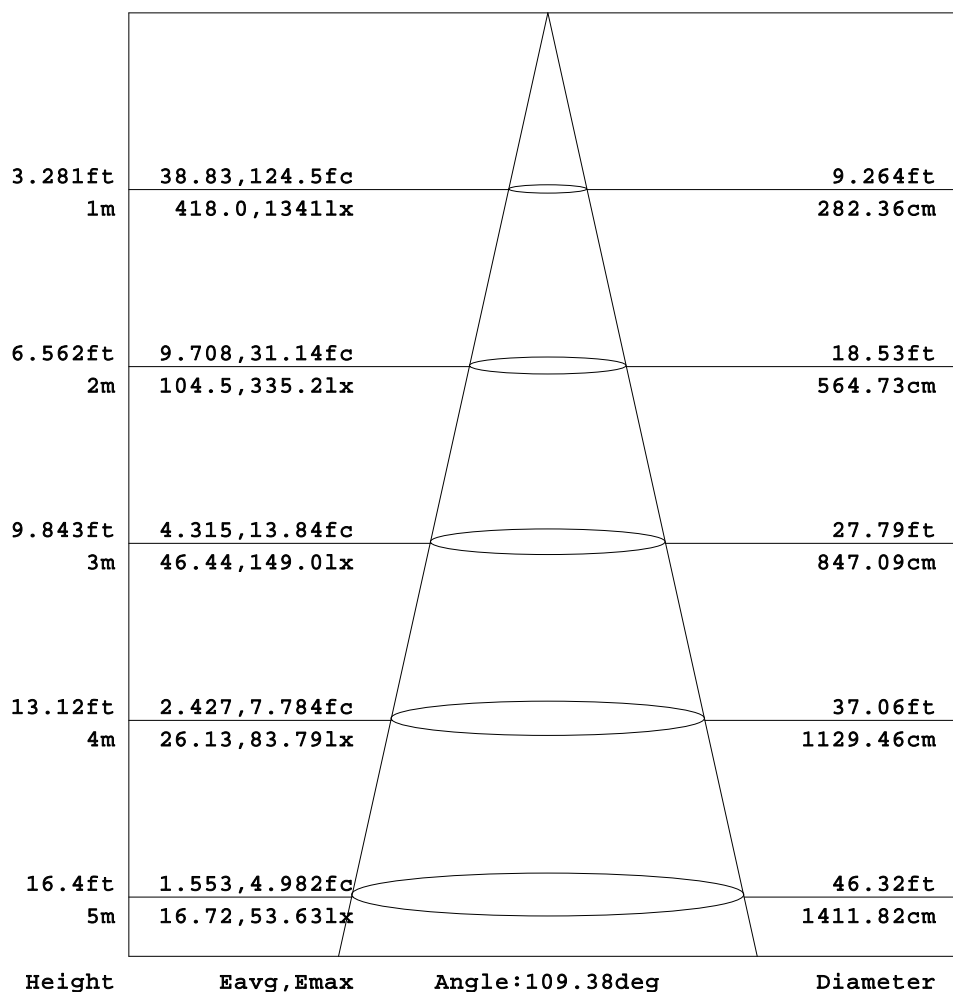 3.281ft 38.83,124.5fc 9.264ft
1m 418.0,1341lx 282.36cm
6.562ft 9.708,31.14fc 18.53ft
2m 104.5,335.2lx 564.73cm
9.843ft 4.315,13.84fc 27.79ft
3m 46.44,149.0lx 847.09cm
13.12ft 2.427,7.784fc 37.06ft
4m 26.13,83.79lx 1129.46cm
16.4ft 1.553,4.982fc 46.32ft
5m 16.72,53.63lx 1411.82cm
Height Eavg,Emax Angle:109.38deg Diameter